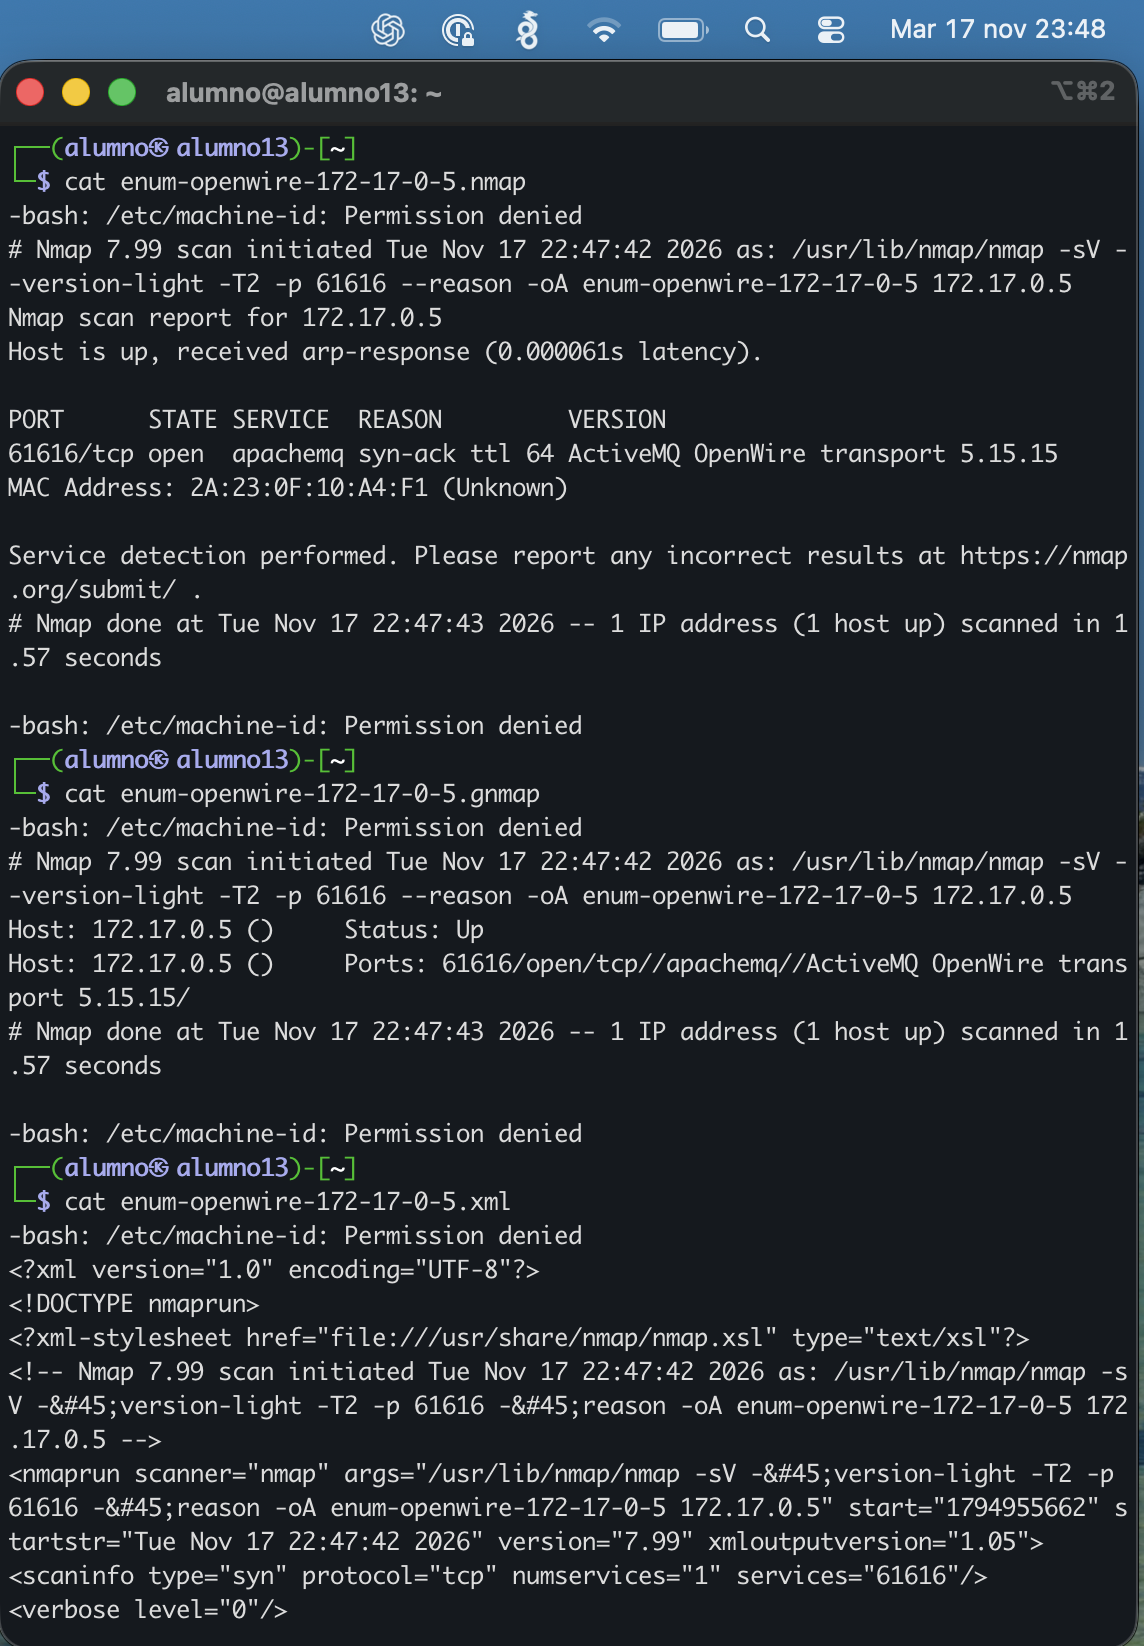 Mar 17 nov 23:48
alumno@alumno13: ~ ⌥⌘2
┌──(alumno㉿ alumno13)-[~]
└─$ cat enum-openwire-172-17-0-5.nmap
-bash: /etc/machine-id: Permission denied
# Nmap 7.99 scan initiated Tue Nov 17 22:47:42 2026 as: /usr/lib/nmap/nmap -sV -
-version-light -T2 -p 61616 --reason -oA enum-openwire-172-17-0-5 172.17.0.5
Nmap scan report for 172.17.0.5
Host is up, received arp-response (0.000061s latency).
PORT      STATE SERVICE  REASON         VERSION
61616/tcp open  apachemq syn-ack ttl 64 ActiveMQ OpenWire transport 5.15.15
MAC Address: 2A:23:0F:10:A4:F1 (Unknown)
Service detection performed. Please report any incorrect results at https://nmap
.org/submit/ .
# Nmap done at Tue Nov 17 22:47:43 2026 -- 1 IP address (1 host up) scanned in 1
.57 seconds
-bash: /etc/machine-id: Permission denied
┌──(alumno㉿ alumno13)-[~]
└─$ cat enum-openwire-172-17-0-5.gnmap
-bash: /etc/machine-id: Permission denied
# Nmap 7.99 scan initiated Tue Nov 17 22:47:42 2026 as: /usr/lib/nmap/nmap -sV -
-version-light -T2 -p 61616 --reason -oA enum-openwire-172-17-0-5 172.17.0.5
Host: 172.17.0.5 ()     Status: Up
Host: 172.17.0.5 ()     Ports: 61616/open/tcp//apachemq//ActiveMQ OpenWire trans
port 5.15.15/
# Nmap done at Tue Nov 17 22:47:43 2026 -- 1 IP address (1 host up) scanned in 1
.57 seconds
-bash: /etc/machine-id: Permission denied
┌──(alumno㉿ alumno13)-[~]
└─$ cat enum-openwire-172-17-0-5.xml
-bash: /etc/machine-id: Permission denied
<?xml version="1.0" encoding="UTF-8"?>
<!DOCTYPE nmaprun>
<?xml-stylesheet href="file:///usr/share/nmap/nmap.xsl" type="text/xsl"?>
<!-- Nmap 7.99 scan initiated Tue Nov 17 22:47:42 2026 as: /usr/lib/nmap/nmap -s
V -&#45;version-light -T2 -p 61616 -&#45;reason -oA enum-openwire-172-17-0-5 172
.17.0.5 -->
<nmaprun scanner="nmap" args="/usr/lib/nmap/nmap -sV -&#45;version-light -T2 -p
61616 -&#45;reason -oA enum-openwire-172-17-0-5 172.17.0.5" start="1794955662" s
tartstr="Tue Nov 17 22:47:42 2026" version="7.99" xmloutputversion="1.05">
<scaninfo type="syn" protocol="tcp" numservices="1" services="61616"/>
<verbose level="0"/>